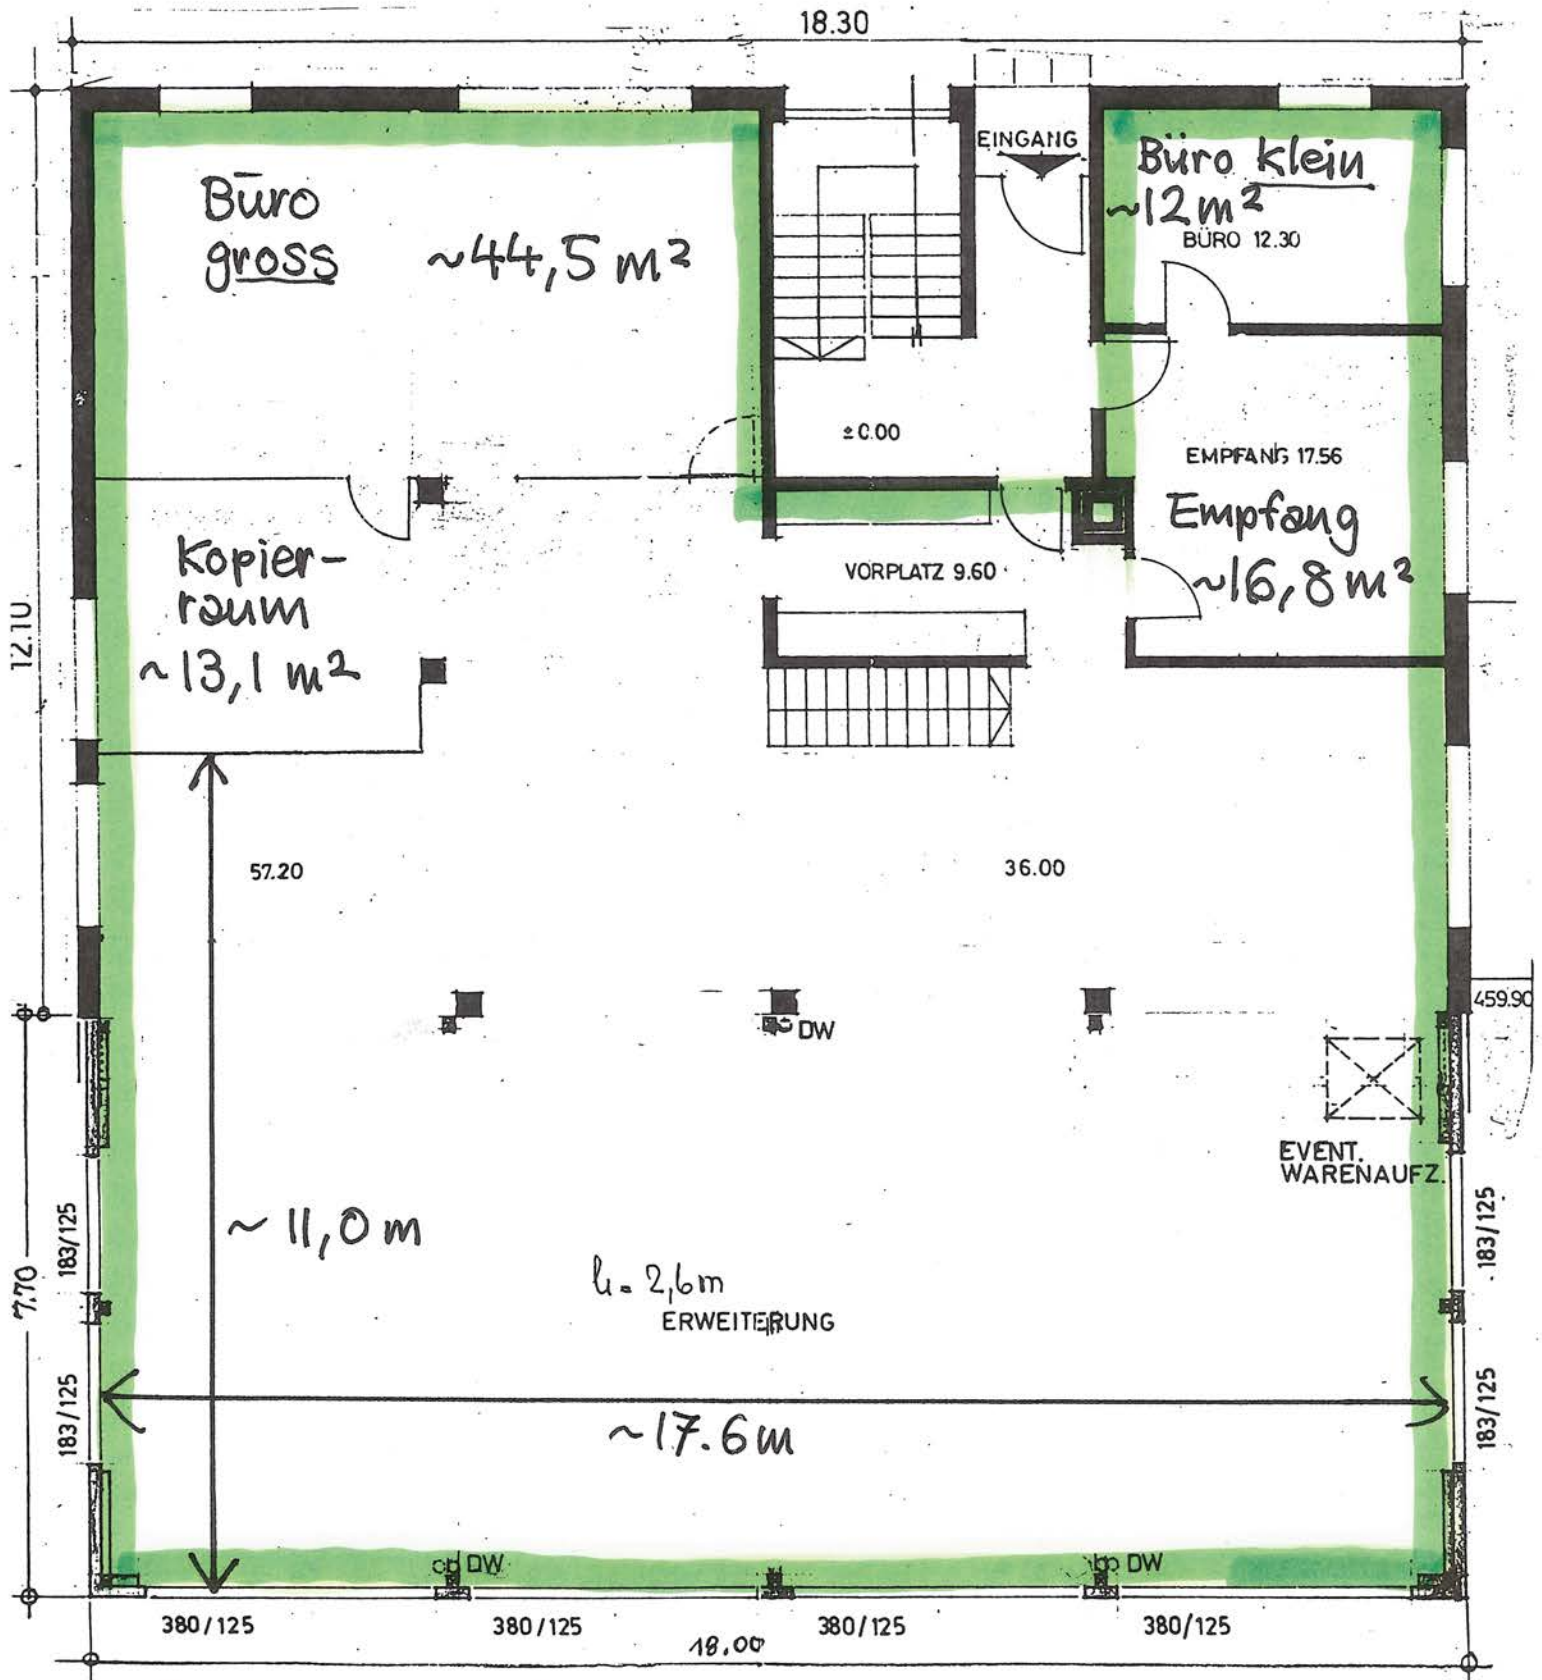 18.30
EINGANG
Büro klein
~12 m²
BÜRO 12.30
Büro
gross
~44,5 m²
±0.00
EMPFANG 17.56
Empfang
~16,8 m²
Kopier-
raum
~13,1 m²
VORPLATZ 9.60
12.10
57.20
36.00
459.90
DW
EVENT.
WARENAUFZ.
~ 11,0 m
183/125
183/125
7.70
h = 2,6 m
ERWEITERUNG
183/125
183/125
~17.6 m
DW
DW
380/125
380/125
380/125
380/125
18.00